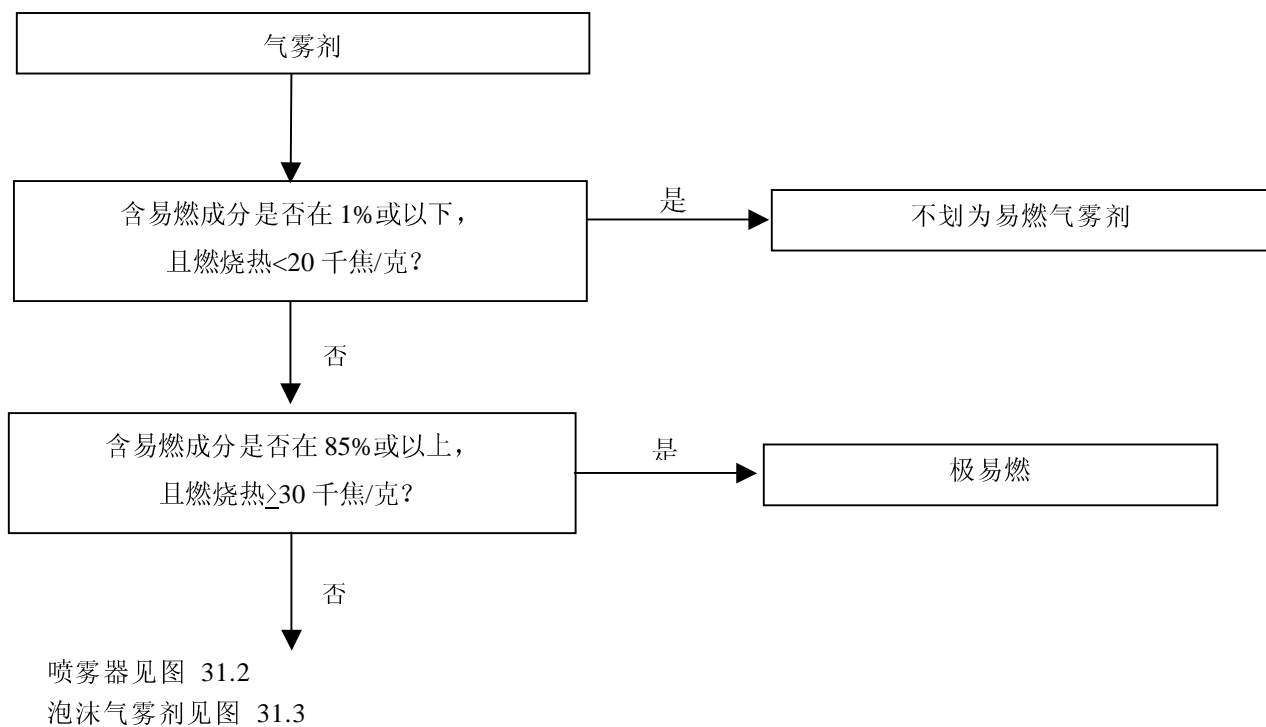 气雾剂
含易燃成分是否在 1%或以下，
且燃烧热<20 千焦/克？
是
不划为易燃气雾剂
否
含易燃成分是否在 85%或以上，
且燃烧热≥30 千焦/克？
是
极易燃
否
喷雾器见图 31.2
泡沫气雾剂见图 31.3